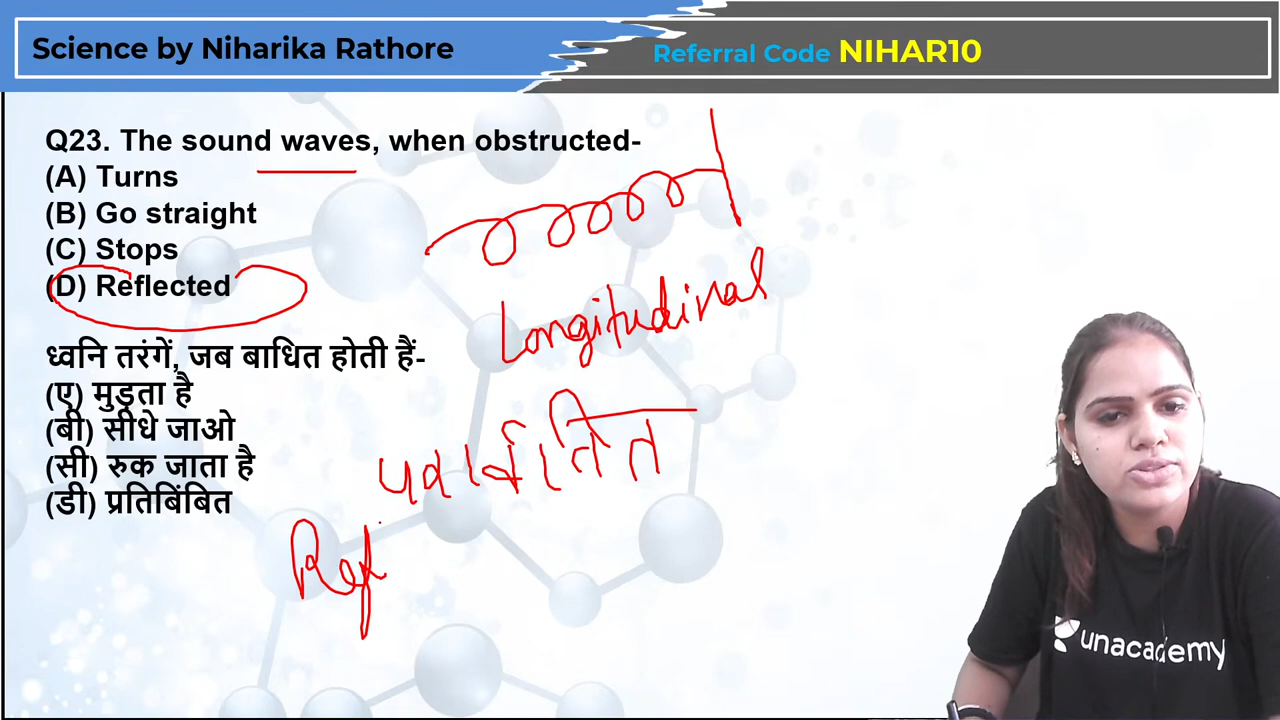 Science by Niharika Rathore
Referral Code NIHAR10
Q23. The sound waves, when obstructed-
(A) Turns
(B) Go straight
(C) Stops
(D) Reflected
Longitudinal
ध्वनि तरंगें, जब बाधित होती हैं-
(ए) मुड़ता है
(बी) सीधे जाओ
(सी) रुक जाता है
(डी) प्रतिबिंबित
Ref
unacademy